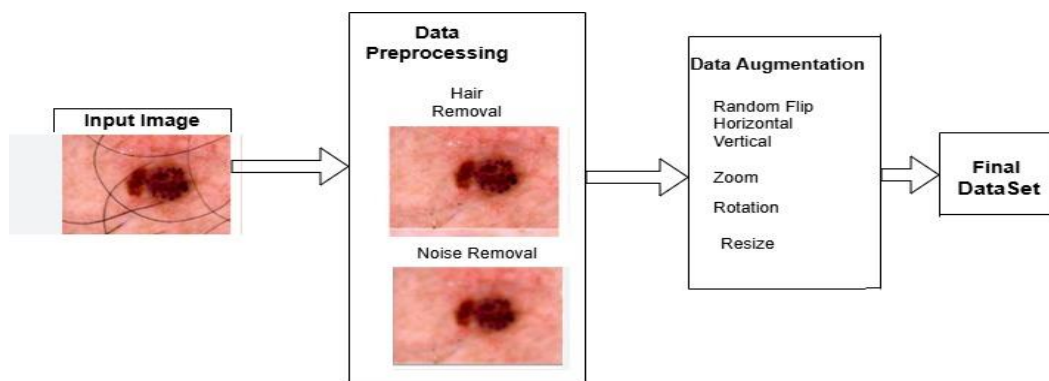 Input Image
Data
Preprocessing
Hair
Removal
Noise Removal
Data Augmentation
Random Flip
Horizontal
Vertical
Zoom
Rotation
Resize
Final
DataSet